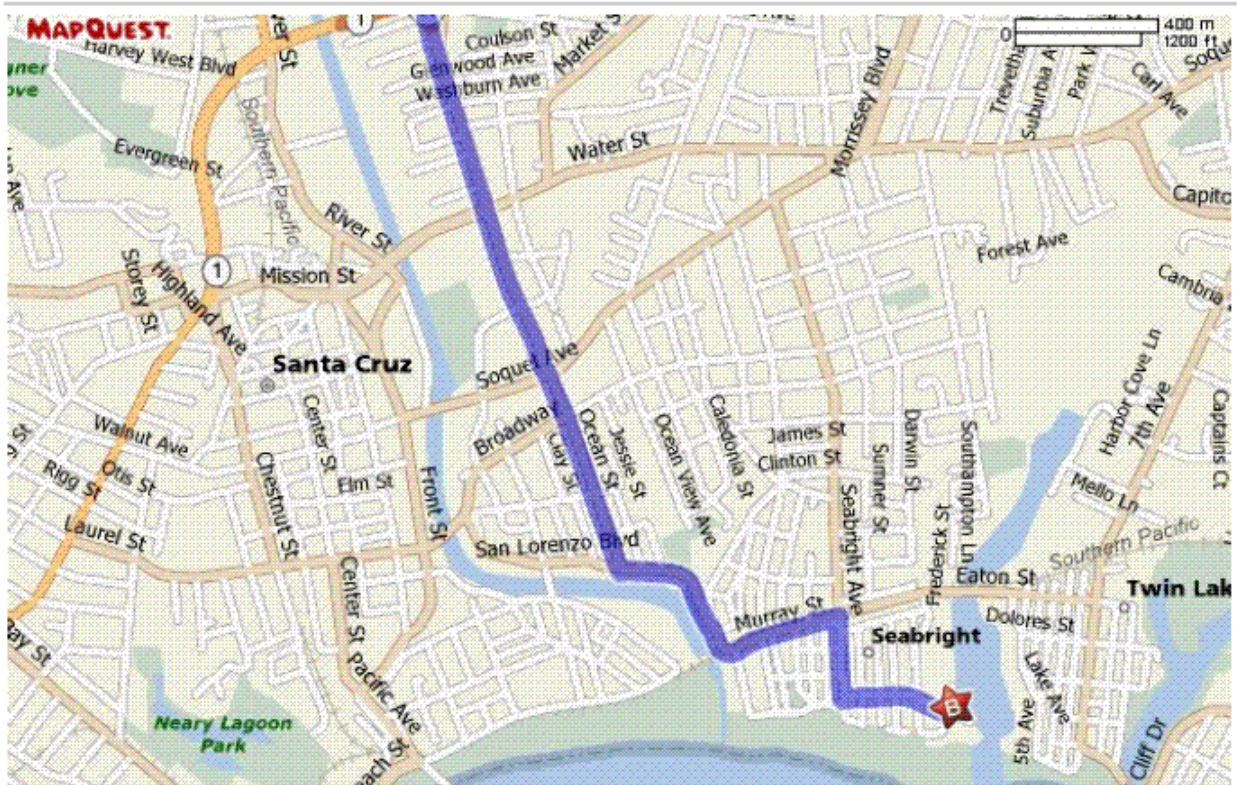 MAPQUEST
1
Coulson St
Market S
400 m
0
1200 ft
Harvey West Blvd
Glenwood Ave
Washburn Ave
Morrissey Blvd
Suburbia A
Park
Carl Ave
Soqu
Southern Pacific
Evergreen St
Water St
River St
Capito
Storey St
Highland Ave
1
Mission St
Forest Ave
Cambria
Santa Cruz
Soquel Ave
Harbor Cove Ln
7th Ave
Captains Ct
Walnut Ave
Center St
Broadway
Clay St
Ocean St
Jessie St
Ocean View Ave
Caledonia St
James St
Clinton St
Sumner St
Darwin St
Southampton Ln
Rigg St
Otis St
Chestnut St
Elm St
Front St
Mello Ln
Laurel St
San Lorenzo Blvd
Seabright Ave
Frederick St
Southern Pacific
Eaton St
Twin Lak
Center St
Murray St
Dolores St
Seabright
Bay St
Pacific Ave
Lake Ave
Neary Lagoon
Park
B
5th Ave
Cliff Dr
each St